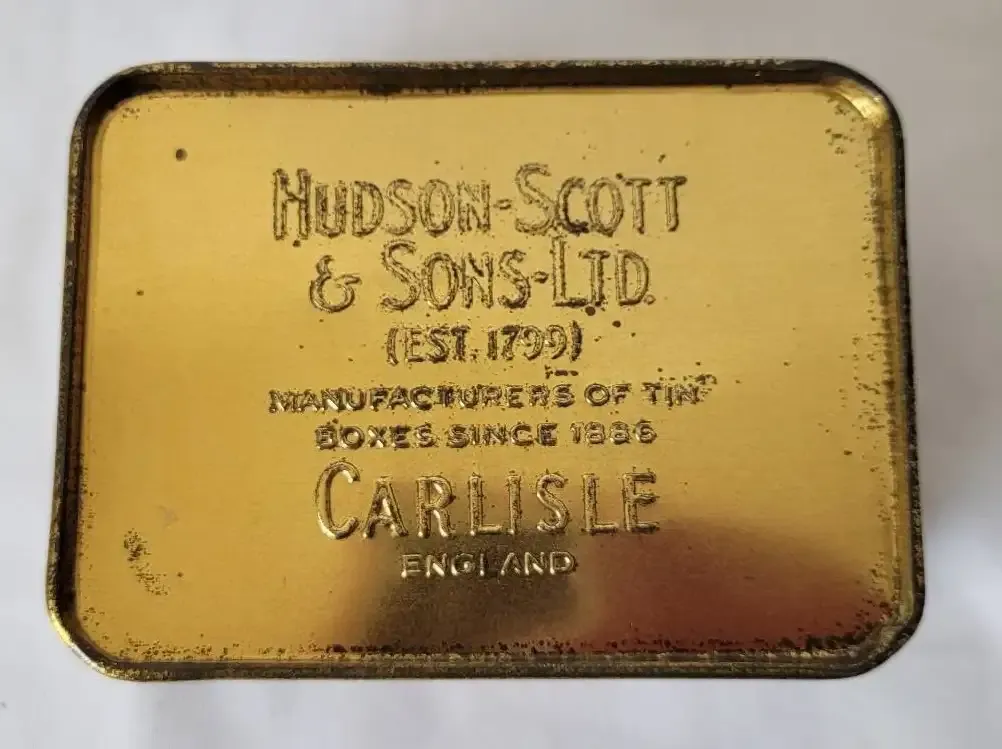 HUDSON-SCOTT
& SONS-LTD.
(EST. 1799)
MANUFACTURERS OF TIN
BOXES SINCE 1886
CARLISLE
ENGLAND